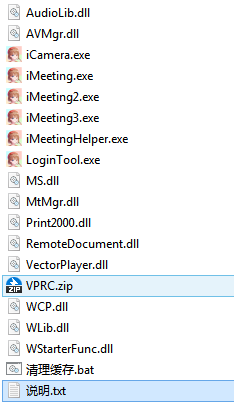 AudioLib.dll
AVMgr.dll
iCamera.exe
iMeeting.exe
iMeeting2.exe
iMeeting3.exe
iMeetingHelper.exe
LoginTool.exe
MS.dll
MtMgr.dll
Print2000.dll
RemoteDocument.dll
VectorPlayer.dll
ZIP VPRC.zip
WCP.dll
WLib.dll
WStarterFunc.dll
清理缓存.bat
说明.txt